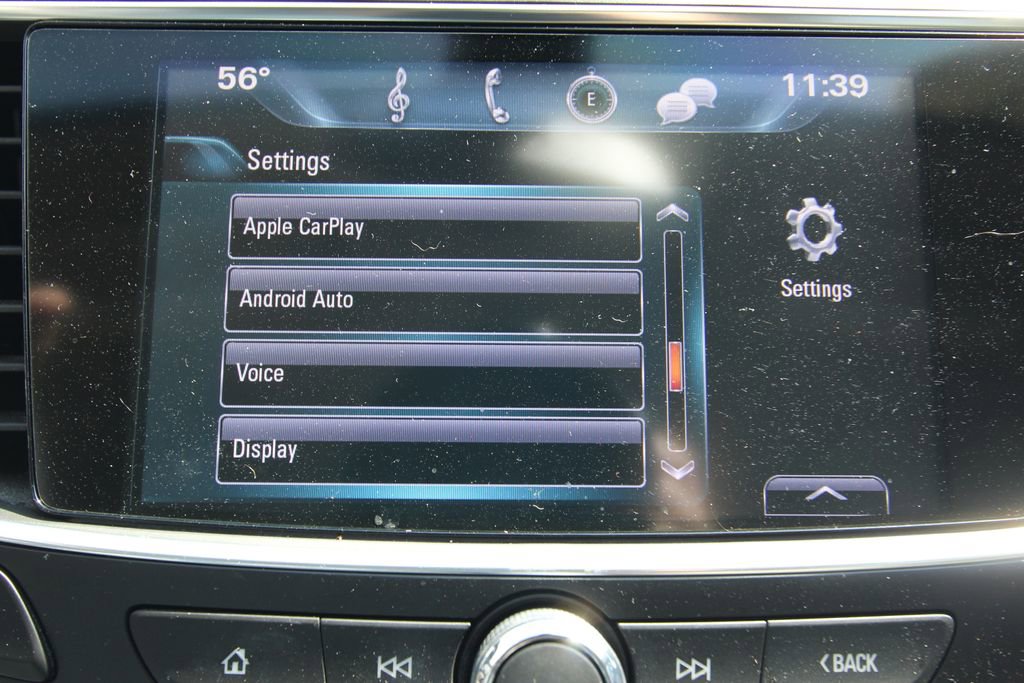 56° E 11:39
Settings
Apple CarPlay
Android Auto
Voice
Display
Settings
BACK